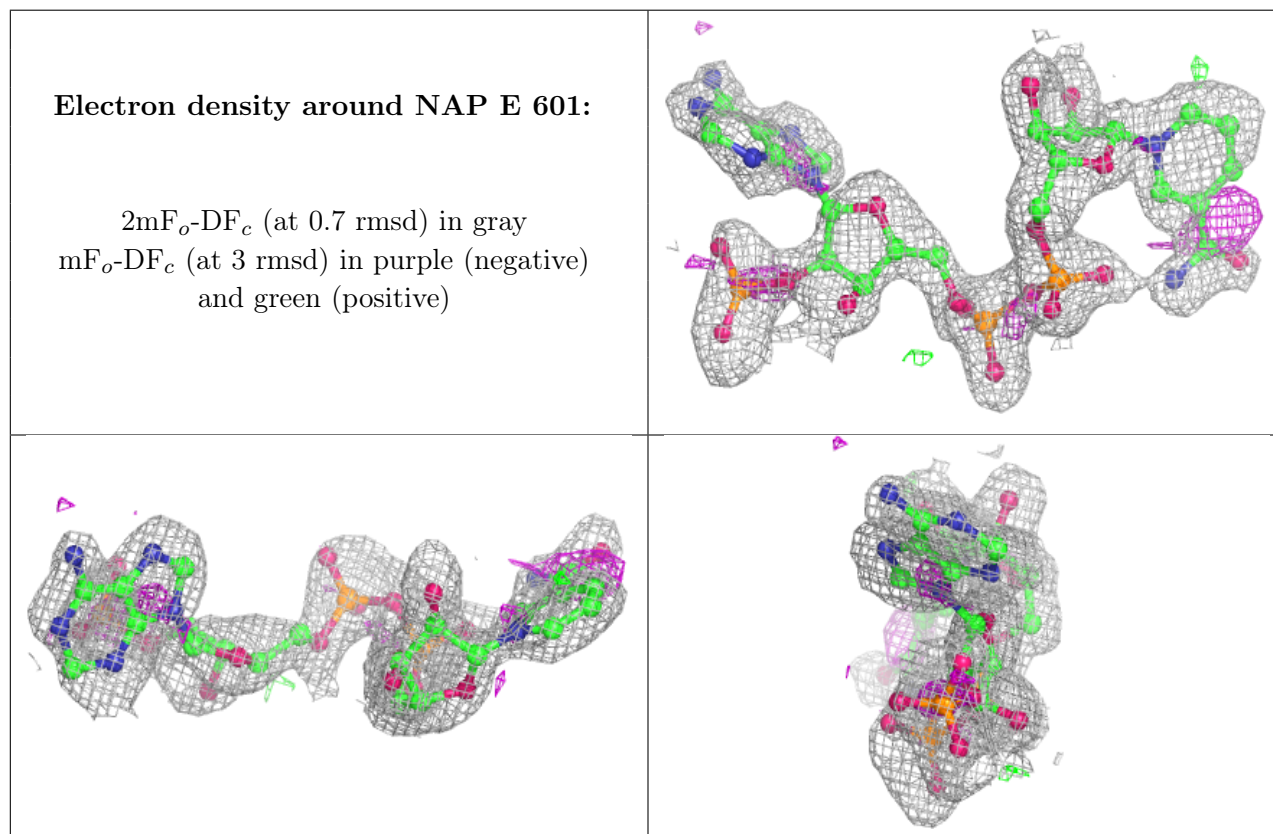 Electron density around NAP E 601:
2mFo-DFc (at 0.7 rmsd) in gray
mFo-DFc (at 3 rmsd) in purple (negative)
and green (positive)